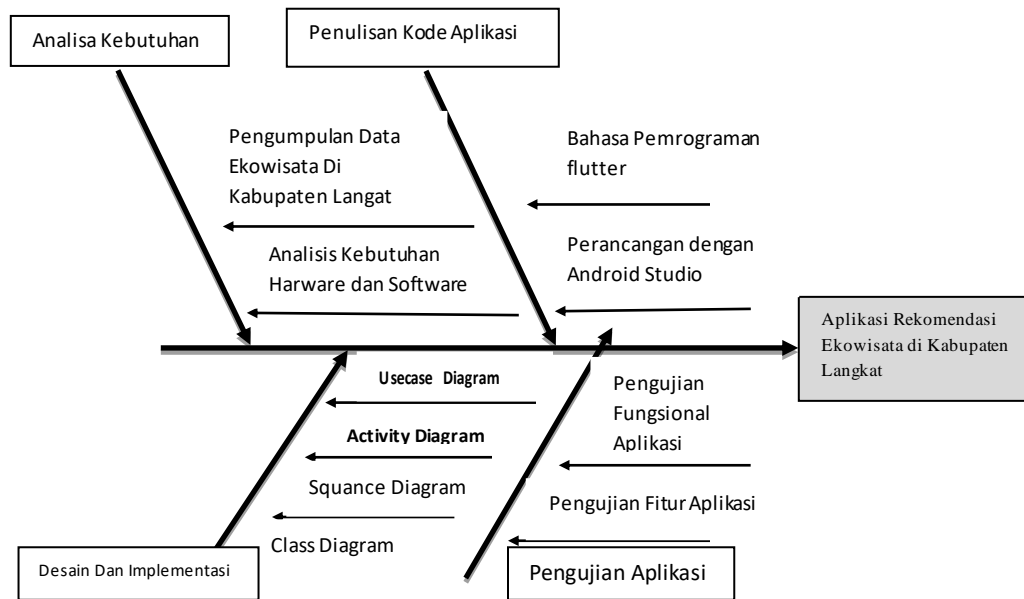 Analisa Kebutuhan
Penulisan Kode Aplikasi
Pengumpulan Data
Ekowisata Di
Kabupaten Langat
Bahasa Pemrograman
flutter
Analisis Kebutuhan
Harware dan Software
Perancangan dengan
Android Studio
Aplikasi Rekomendasi
Ekowisata di Kabupaten
Langkat
Usecase Diagram
Activity Diagram
Squance Diagram
Class Diagram
Pengujian
Fungsional
Aplikasi
Pengujian Fitur Aplikasi
Desain Dan Implementasi
Pengujian Aplikasi